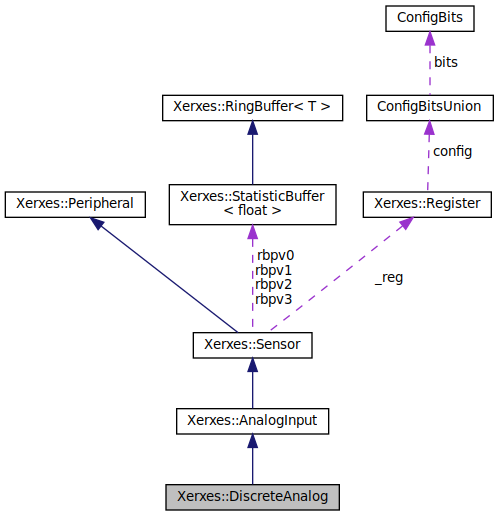 ConfigBits
bits
Xerxes::RingBuffer< T >
ConfigBitsUnion
config
Xerxes::Peripheral
Xerxes::StatisticBuffer
< float >
Xerxes::Register
rbpv0
rbpv1
rbpv2
rbpv3
_reg
Xerxes::Sensor
Xerxes::AnalogInput
Xerxes::DiscreteAnalog